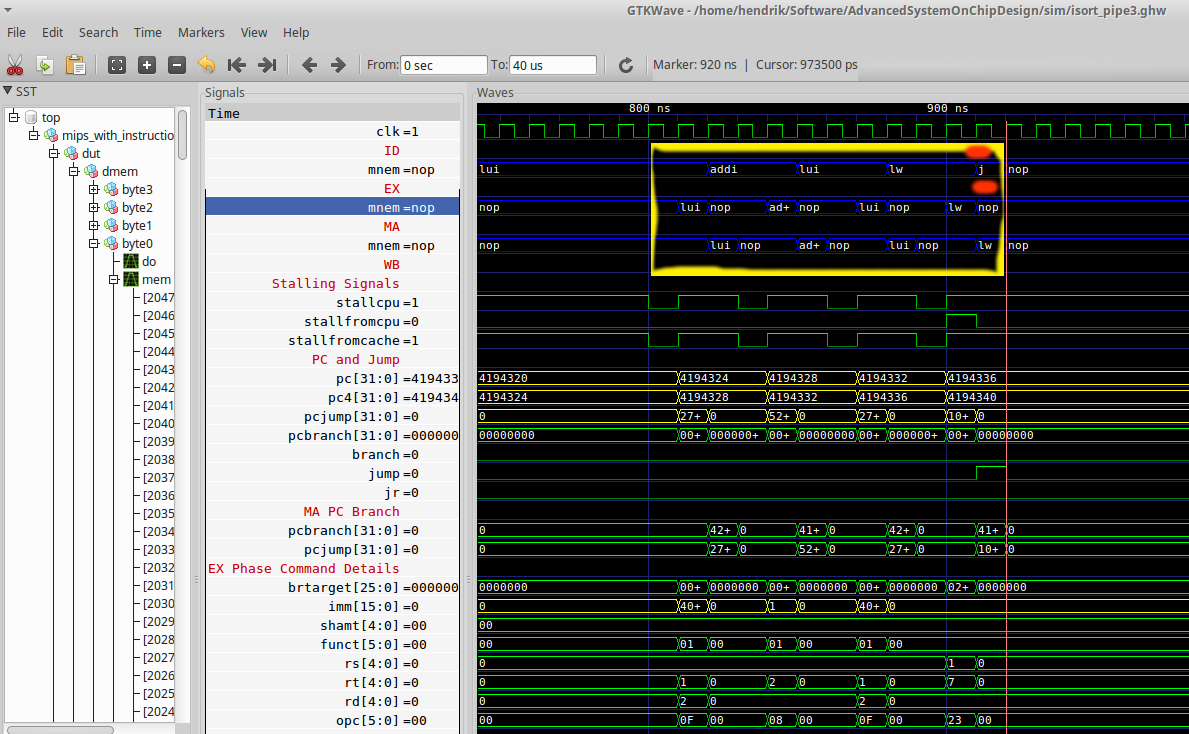 GTKWave - /home/hendrik/Software/AdvancedSystemOnChipDesign/sim/isort_pipe3.ghw
File Edit Search Time Markers View Help
From: 0 sec To: 40 us Marker: 920 ns | Cursor: 973500 ps
SST
top
mips_with_instructio
dut
dmem
byte3
byte2
byte1
byte0
do
mem
[2047
[2046
[2045
[2044
[2043
[2042
[2041
[2040
[2039
[2038
[2037
[2036
[2035
[2034
[2033
[2032
[2031
[2030
[2029
[2028
[2027
[2026
[2025
[2024
Signals
Time
clk=1
ID
mnem=nop
EX
mnem=nop
MA
mnem=nop
WB
Stalling Signals
stallcpu=1
stallfromcpu=0
stallfromcache=1
PC and Jump
pc[31:0]=419433
pc4[31:0]=419434
pcjump[31:0]=0
pcbranch[31:0]=000000
branch=0
jump=0
jr=0
MA PC Branch
pcbranch[31:0]=0
pcjump[31:0]=0
EX Phase Command Details
brtarget[25:0]=000000
imm[15:0]=0
shamt[4:0]=00
funct[5:0]=00
rs[4:0]=0
rt[4:0]=0
rd[4:0]=0
opc[5:0]=00
Waves
800 ns 900 ns
lui addi lui lw j nop
nop lui nop ad+ nop lui nop lw nop
nop lui nop ad+ nop lui nop lw nop
4194320 4194324 4194328 4194332 4194336
4194324 4194328 4194332 4194336 4194340
0 27+ 0 52+ 0 27+ 0 10+ 0
00000000 00+ 000000+ 00+ 00000000 00+ 000000+ 00+ 00000000
0 42+ 0 41+ 0 42+ 0 41+ 0
0 27+ 0 52+ 0 27+ 0 10+ 0
0000000 00+ 0000000 00+ 0000000 00+ 0000000 02+ 0000000
0 40+ 0 1 0 40+ 0
00
00 01 00 01 00 01 00
0 1 0
0 1 0 2 0 1 0 7 0
0 2 0 2 0
00 0F 00 08 00 0F 00 23 00